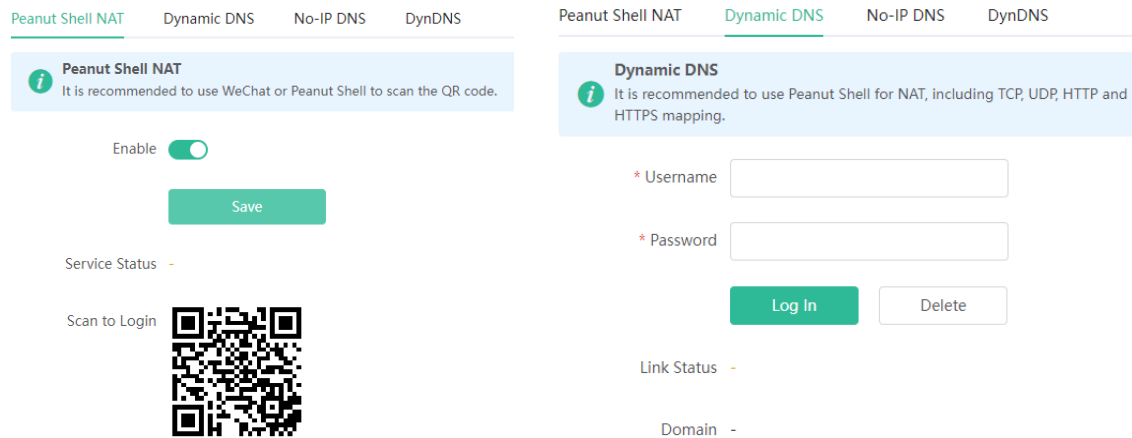 Peanut Shell NAT Dynamic DNS No-IP DNS DynDNS
Peanut Shell NAT
It is recommended to use WeChat or Peanut Shell to scan the QR code.
Enable
Save
Service Status -
Scan to Login
Peanut Shell NAT Dynamic DNS No-IP DNS DynDNS
Dynamic DNS
It is recommended to use Peanut Shell for NAT, including TCP, UDP, HTTP and
HTTPS mapping.
* Username
* Password
Log In Delete
Link Status -
Domain -